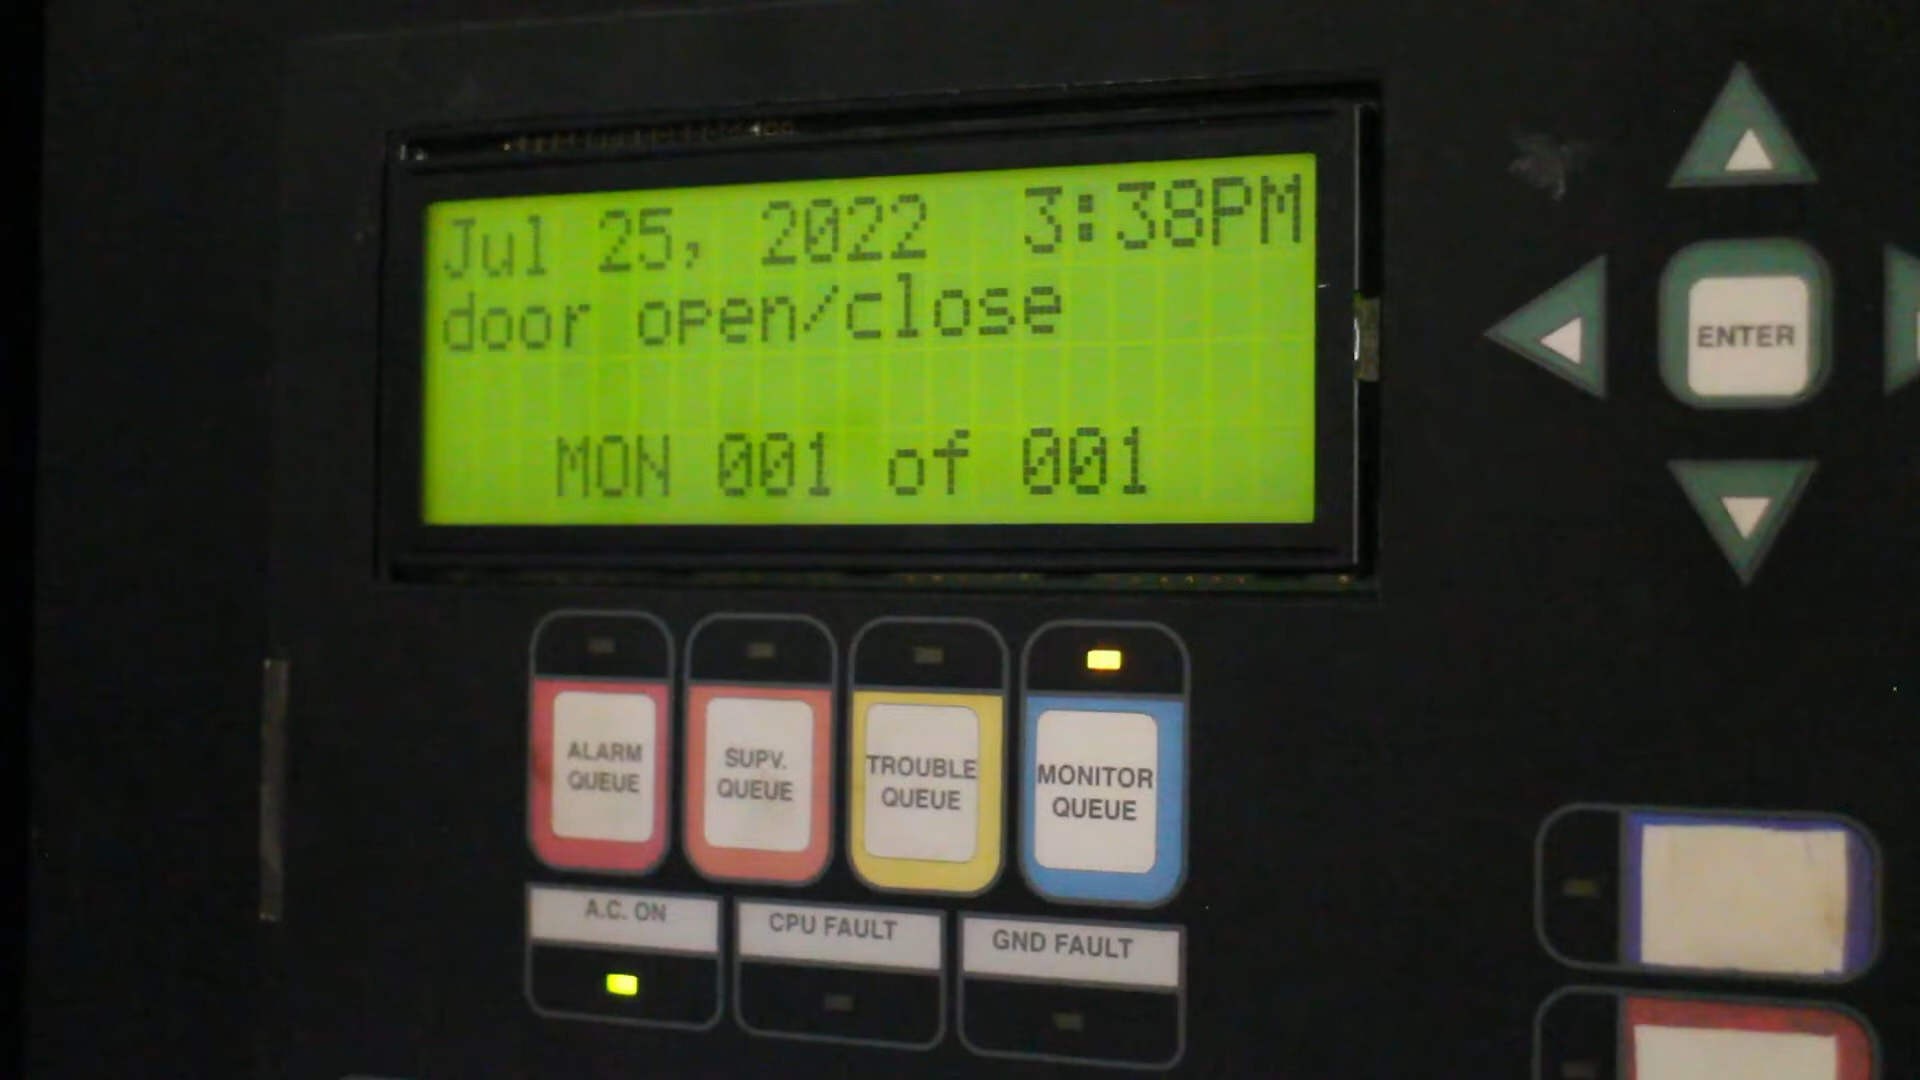 Jul 25, 2022 3:38PM
door open/close
MON 001 of 001
ENTER
ALARM
QUEUE
SUPV.
QUEUE
TROUBLE
QUEUE
MONITOR
QUEUE
A.C. ON
CPU FAULT
GND FAULT